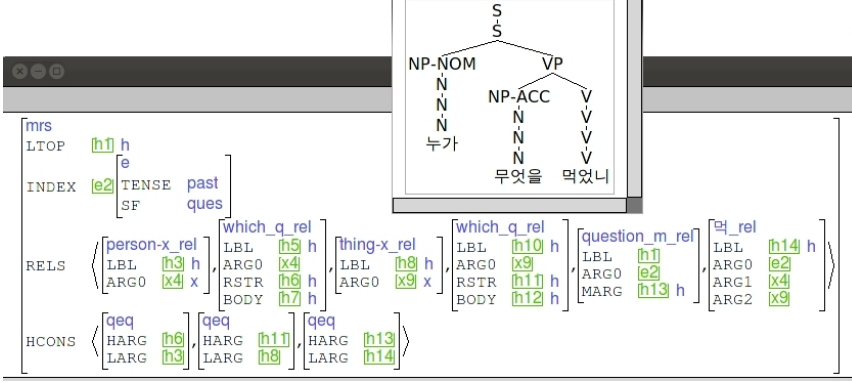 S
S
NP-NOM VP
N NP-ACC V
N N V
N N V
누가 N V
무엇을 먹었니
mrs
LTOP h1 h
e
INDEX e2 TENSE past
SF ques
person-x_rel which_q_rel thing-x_rel which_q_rel question_m_rel 먹_rel
RELS LBL h3 h , LBL h5 h , LBL h8 h , LBL h10 h , LBL h1 , LBL h14 h
ARG0 x4 x ARG0 x4 ARG0 x9 x ARG0 x9 ARG0 e2 ARG0 e2
RSTR h6 h RSTR h11 h MARG h13 h ARG1 x4
BODY h7 h BODY h12 h ARG2 x9
qeq qeq qeq
HCONS HARG h6 , HARG h11 , HARG h13
LARG h3 LARG h8 LARG h14